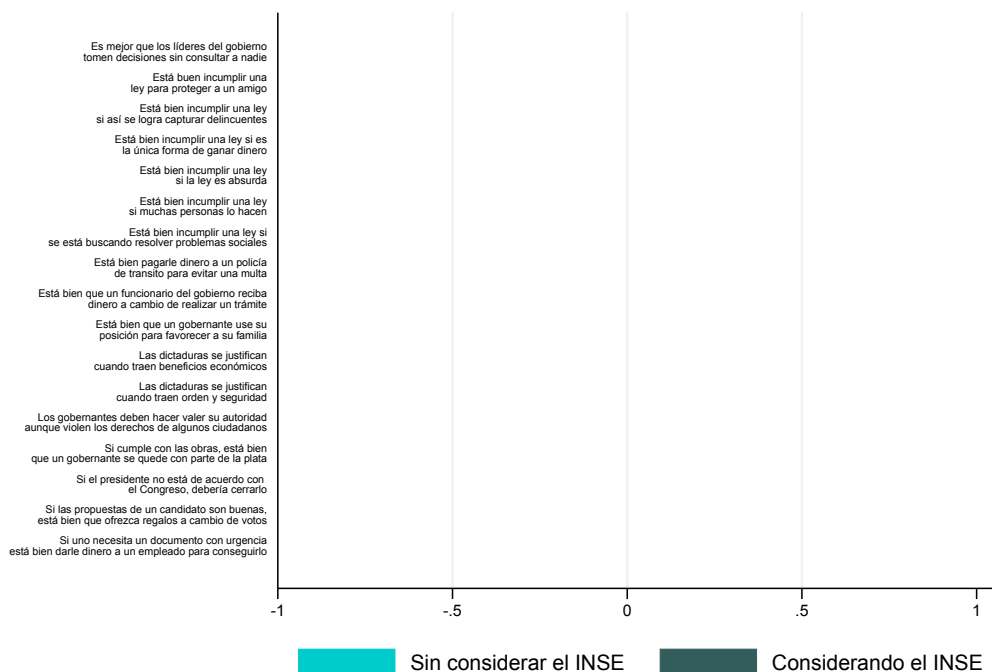 Es mejor que los líderes del gobierno
tomen decisiones sin consultar a nadie
Está buen incumplir una
ley para proteger a un amigo
Está bien incumplir una ley
si así se logra capturar delincuentes
Está bien incumplir una ley si es
la única forma de ganar dinero
Está bien incumplir una ley
si la ley es absurda
Está bien incumplir una ley
si muchas personas lo hacen
Está bien incumplir una ley si
se está buscando resolver problemas sociales
Está bien pagarle dinero a un policía
de transito para evitar una multa
Está bien que un funcionario del gobierno reciba
dinero a cambio de realizar un trámite
Está bien que un gobernante use su
posición para favorecer a su familia
Las dictaduras se justifican
cuando traen beneficios económicos
Las dictaduras se justifican
cuando traen orden y seguridad
Los gobernantes deben hacer valer su autoridad
aunque violen los derechos de algunos ciudadanos
Si cumple con las obras, está bien
que un gobernante se quede con parte de la plata
Si el presidente no está de acuerdo con
el Congreso, debería cerrarlo
Si las propuestas de un candidato son buenas,
está bien que ofrezca regalos a cambio de votos
Si uno necesita un documento con urgencia
está bien darle dinero a un empleado para conseguirlo
-1 -.5 0 .5 1
Sin considerar el INSE Considerando el INSE